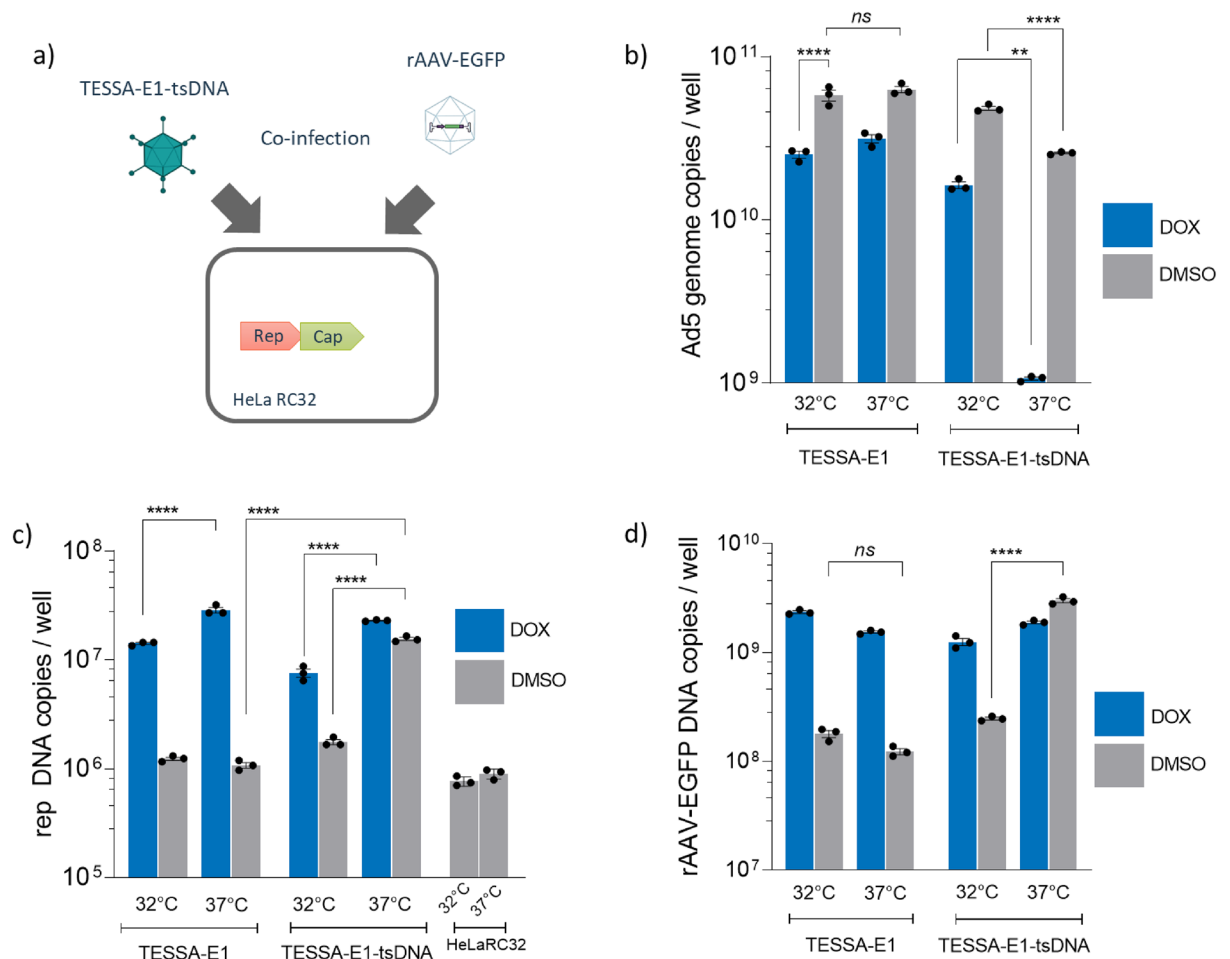 a)
TESSA-E1-tsDNA
rAAV-EGFP
Co-infection
Rep
Cap
HeLa RC32
b)
Ad5 genome copies / well
10¹¹
10¹⁰
10⁹
****
ns
**
****
32°C
37°C
32°C
37°C
TESSA-E1
TESSA-E1-tsDNA
DOX
DMSO
c)
rep DNA copies / well
10⁸
10⁷
10⁶
10⁵
****
****
****
****
32°C
37°C
32°C
37°C
32°C
37°C
TESSA-E1
TESSA-E1-tsDNA
HeLaRC32
DOX
DMSO
d)
rAAV-EGFP DNA copies / well
10¹⁰
10⁹
10⁸
10⁷
ns
****
32°C
37°C
32°C
37°C
TESSA-E1
TESSA-E1-tsDNA
DOX
DMSO